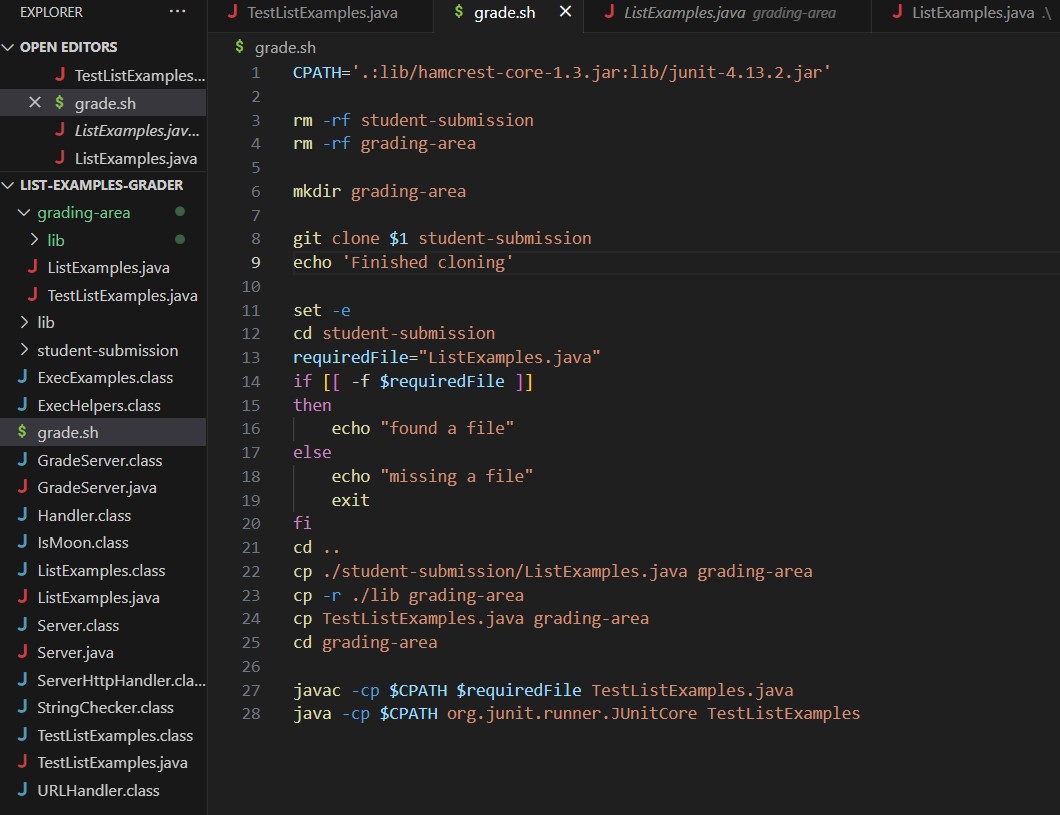 EXPLORER ···
OPEN EDITORS
TestListExamples...
grade.sh
ListExamples.jav...
ListExamples.java
LIST-EXAMPLES-GRADER
grading-area
lib
ListExamples.java
TestListExamples.java
lib
student-submission
ExecExamples.class
ExecHelpers.class
grade.sh
GradeServer.class
GradeServer.java
Handler.class
IsMoon.class
ListExamples.class
ListExamples.java
Server.class
Server.java
ServerHttpHandler.cla...
StringChecker.class
TestListExamples.class
TestListExamples.java
URLHandler.class
TestListExamples.java $ grade.sh ListExamples.java grading-area ListExamples.java .\
$ grade.sh
1 CPATH='.:lib/hamcrest-core-1.3.jar:lib/junit-4.13.2.jar'
2
3 rm -rf student-submission
4 rm -rf grading-area
5
6 mkdir grading-area
7
8 git clone $1 student-submission
9 echo 'Finished cloning'
10
11 set -e
12 cd student-submission
13 requiredFile="ListExamples.java"
14 if [[ -f $requiredFile ]]
15 then
16 echo "found a file"
17 else
18 echo "missing a file"
19 exit
20 fi
21 cd ..
22 cp ./student-submission/ListExamples.java grading-area
23 cp -r ./lib grading-area
24 cp TestListExamples.java grading-area
25 cd grading-area
26
27 javac -cp $CPATH $requiredFile TestListExamples.java
28 java -cp $CPATH org.junit.runner.JUnitCore TestListExamples